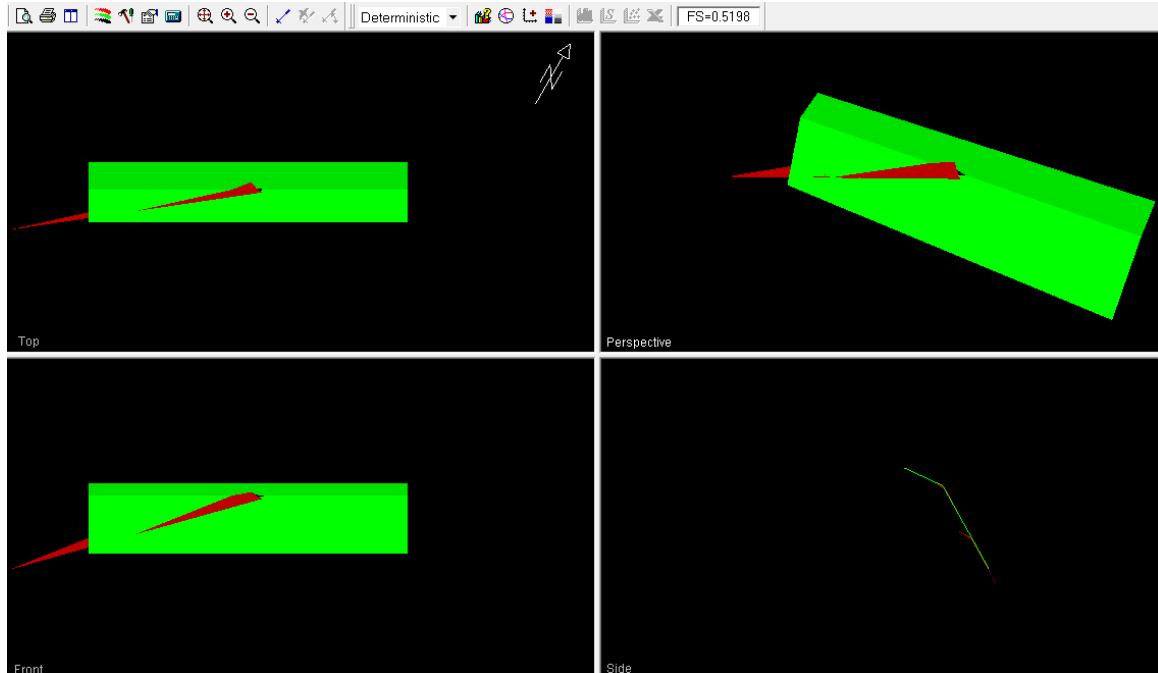 Deterministic FS=0.5198
N
Top
Perspective
Front
Side